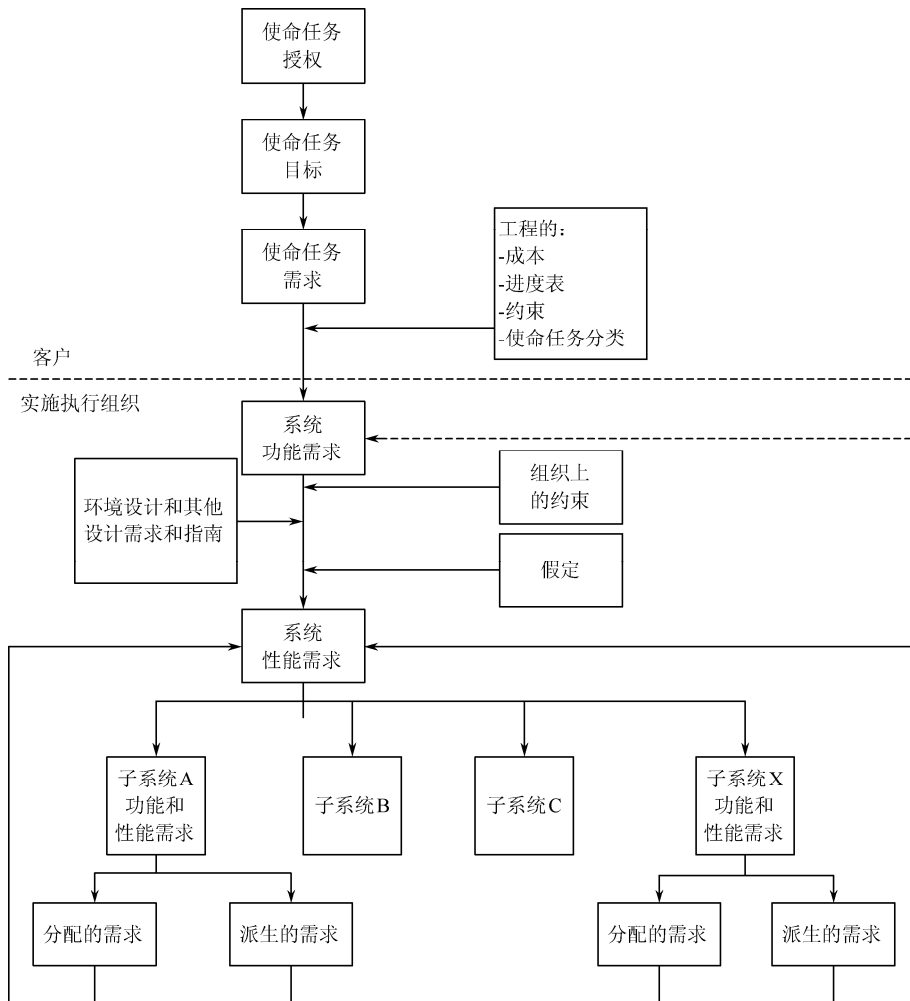 使命任务
授权
使命任务
目标
使命任务
需求
工程的：
-成本
-进度表
-约束
-使命任务分类
客户
实施执行组织
系统
功能需求
组织上
的约束
环境设计和其他
设计需求和指南
假定
系统
性能需求
子系统A
功能和
性能需求
子系统B
子系统C
子系统X
功能和
性能需求
分配的需求
派生的需求
分配的需求
派生的需求